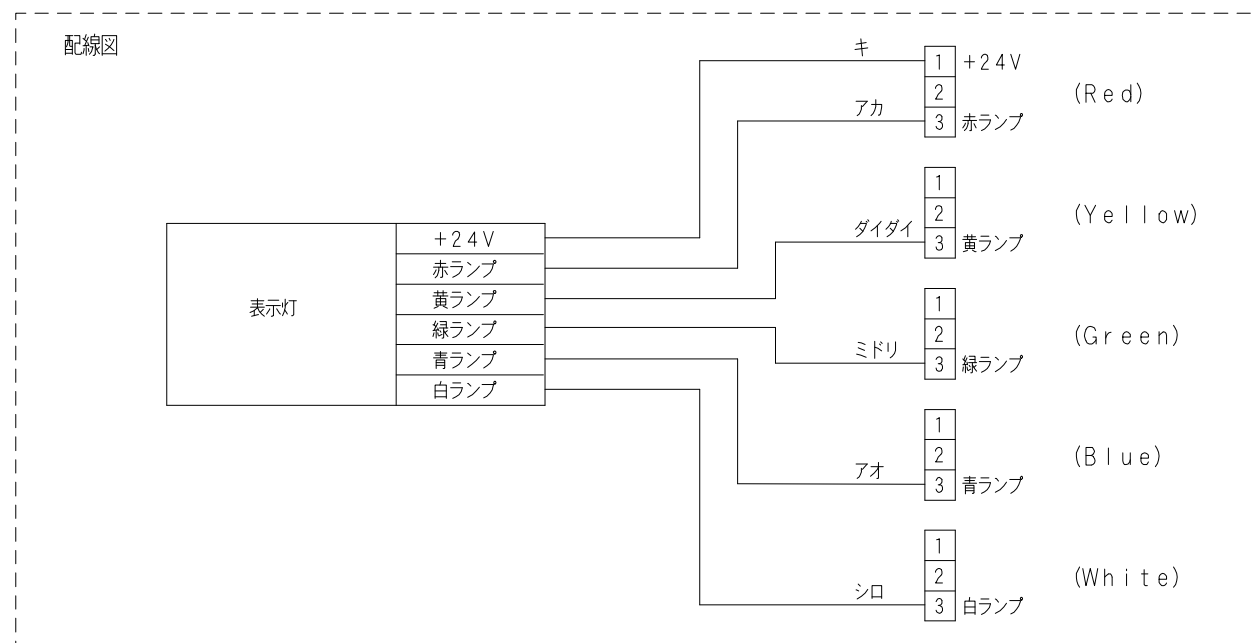 配線図
キ
1 +24V
2
アカ
3 赤ランプ
(Red)
1
2
ダイダイ
3 黄ランプ
(Yellow)
1
2
ミドリ
3 緑ランプ
(Green)
1
2
アオ
3 青ランプ
(Blue)
1
2
シロ
3 白ランプ
(White)
表示灯
+24V
赤ランプ
黄ランプ
緑ランプ
青ランプ
白ランプ